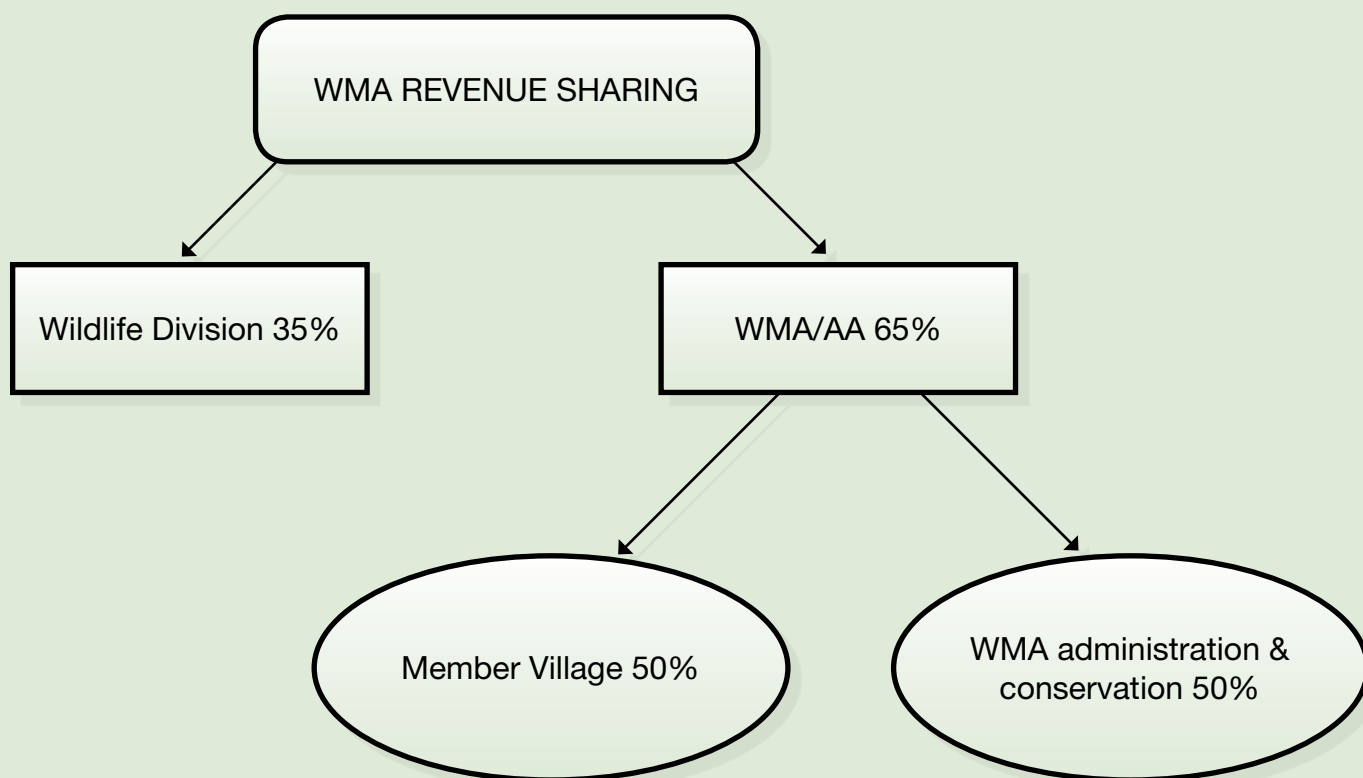 WMA REVENUE SHARING
Wildlife Division 35%
WMA/AA 65%
Member Village 50%
WMA administration &
conservation 50%